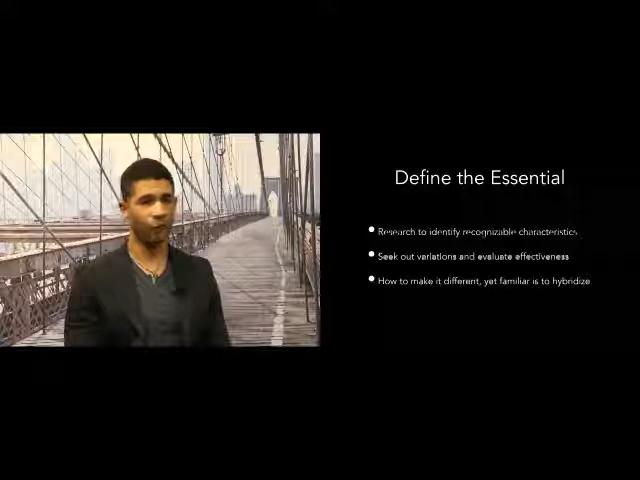 Define the Essential
Research to identify recognizable characteristics
Seek out variations and evaluate effectiveness
How to make it different, yet familiar is to hybridize